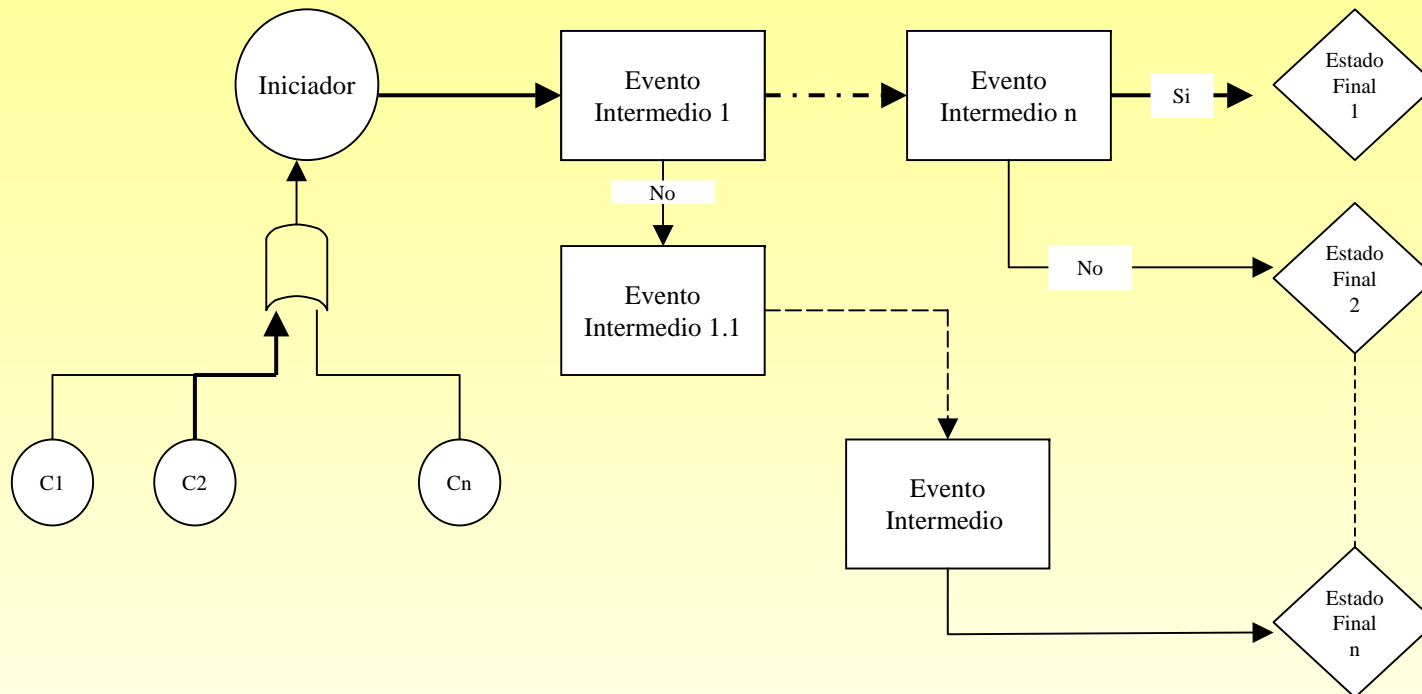 Iniciador
Evento
Intermedio 1
Evento
Intermedio n
Si
Estado
Final
1
No
Evento
Intermedio 1.1
No
Estado
Final
2
C1
C2
Cn
Evento
Intermedio
Estado
Final
n